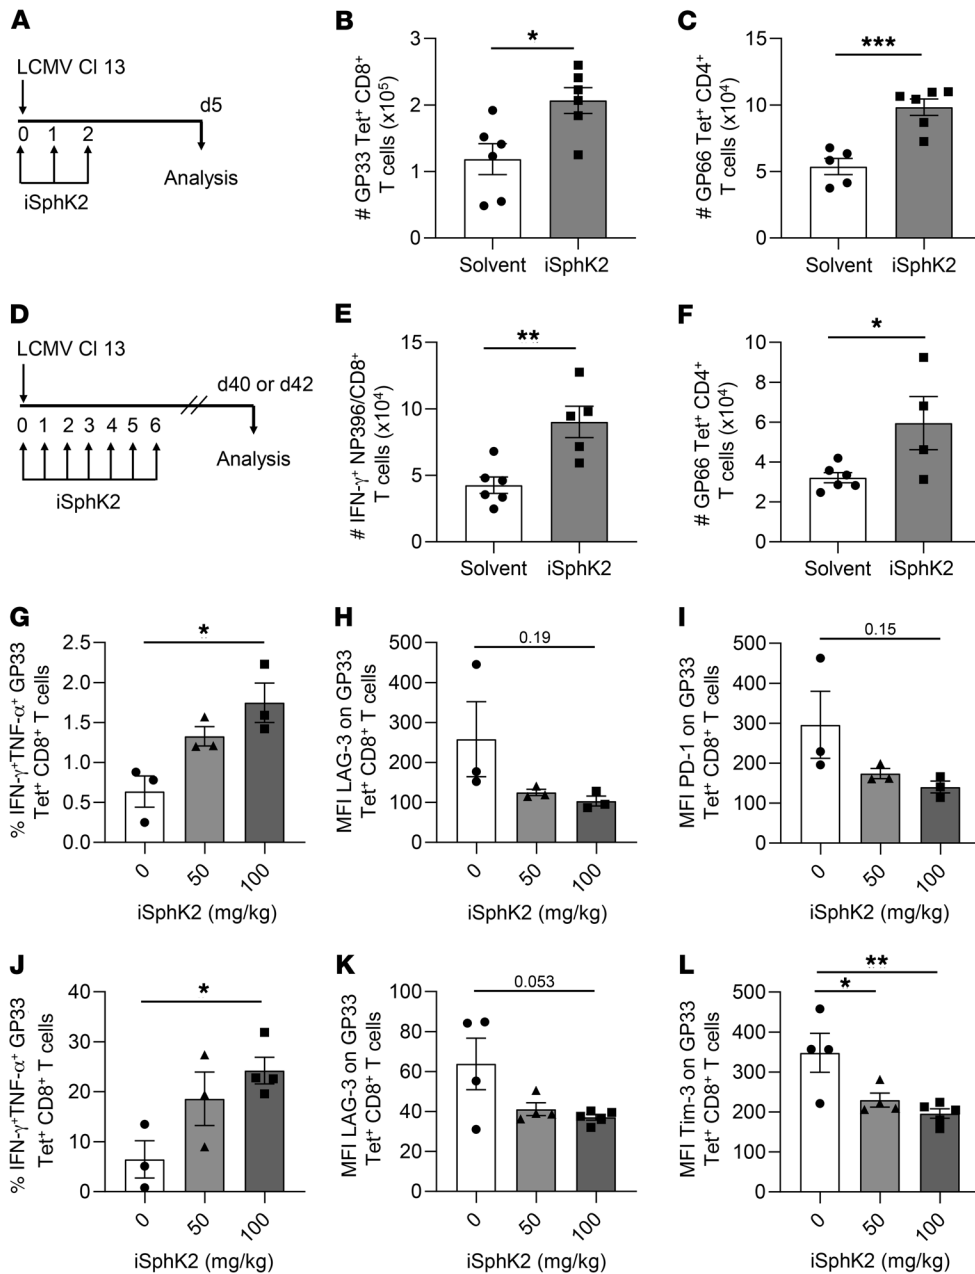 A
LCMV Cl 13
d5
0 1 2
Analysis
iSphK2
B
# GP33 Tet⁺ CD8⁺
T cells (x10⁵)
3
2
1
0
*
Solvent iSphK2
C
# GP66 Tet⁺ CD4⁺
T cells (x10⁴)
15
10
5
0
***
Solvent iSphK2
D
LCMV Cl 13
d40 or d42
0 1 2 3 4 5 6
Analysis
iSphK2
E
# IFN-γ⁺ NP396/CD8⁺
T cells (x10⁴)
15
10
5
0
**
Solvent iSphK2
F
# GP66 Tet⁺ CD4⁺
T cells (x10⁴)
10
8
6
4
2
0
*
Solvent iSphK2
G
% IFN-γ⁺TNF-α⁺ GP33
Tet⁺ CD8⁺ T cells
2.5
2.0
1.5
1.0
0.5
0.0
*
0 50 100
iSphK2 (mg/kg)
H
MFI LAG-3 on GP33
Tet⁺ CD8⁺ T cells
500
400
300
200
100
0
0.19
0 50 100
iSphK2 (mg/kg)
I
MFI PD-1 on GP33
Tet⁺ CD8⁺ T cells
500
400
300
200
100
0
0.15
0 50 100
iSphK2 (mg/kg)
J
% IFN-γ⁺TNF-α⁺ GP33
Tet⁺ CD8⁺ T cells
40
30
20
10
0
*
0 50 100
iSphK2 (mg/kg)
K
MFI LAG-3 on GP33
Tet⁺ CD8⁺ T cells
100
80
60
40
20
0
0.053
0 50 100
iSphK2 (mg/kg)
L
MFI Tim-3 on GP33
Tet⁺ CD8⁺ T cells
500
400
300
200
100
0
**
*
0 50 100
iSphK2 (mg/kg)